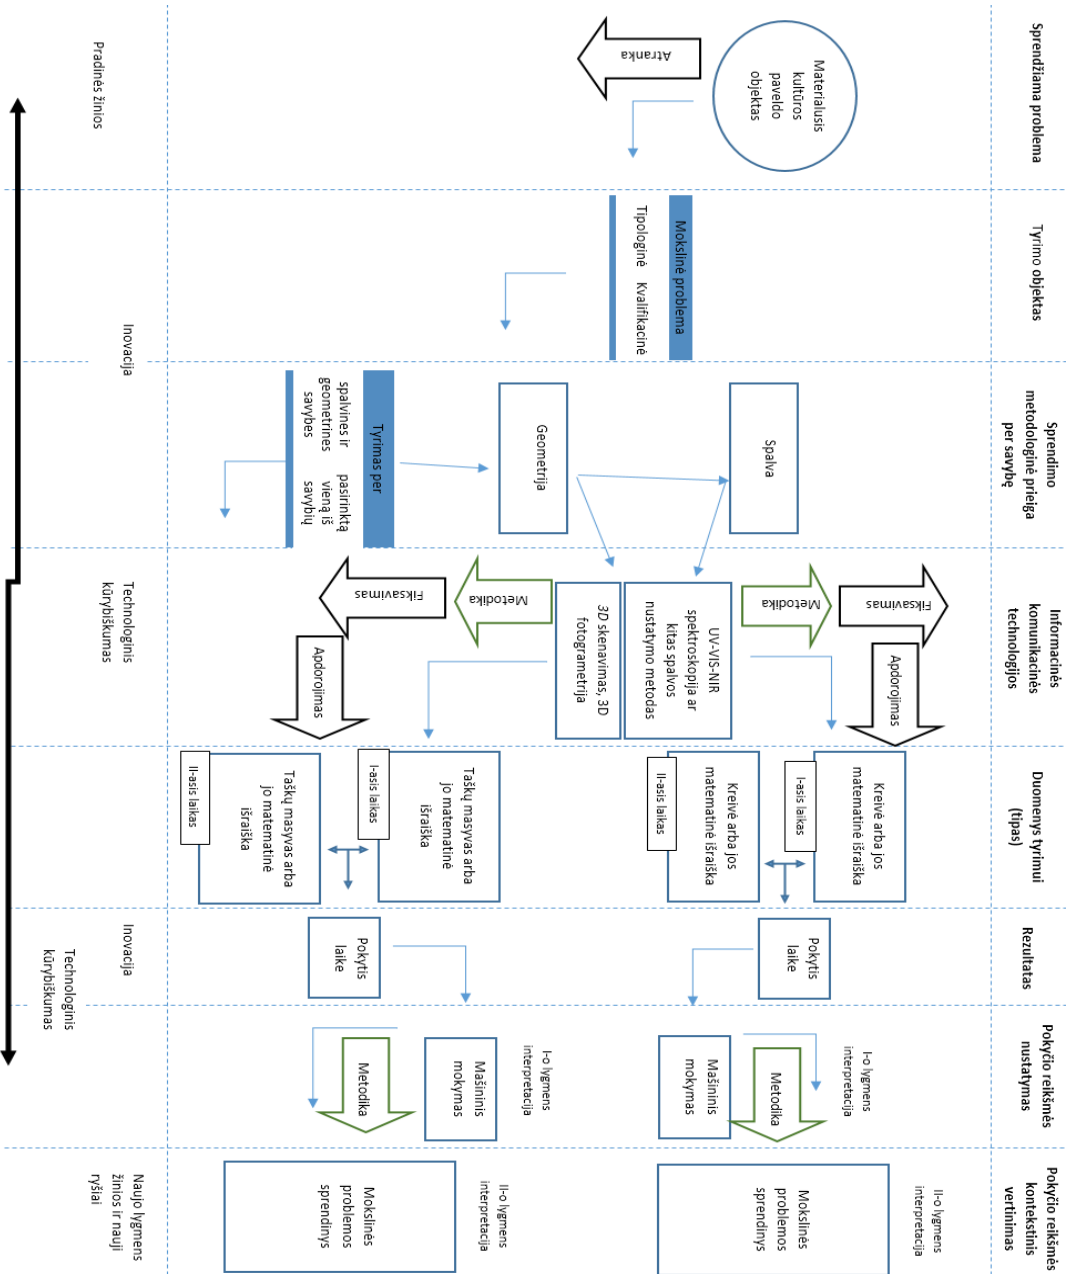 Sprendžiama problema
Materialusis
kultūros
paveldo
objektas
Atranka
Pradinės žinios
Tyrimo objektas
Mokslinė problema
Tipologinė Kvalifikacinė
Inovacija
Sprendimo
metodologinė prieiga
per savybę
Spalva
Geometrija
Tyrimas per
spalvines ir
geometrines
savybes
pasirinktą
vieną iš
savybių
Informacinės
komunikacinės
technologijos
Fiksavimas
Metodika
Apdorojimas
UV-VIS-NIR
spektroskopija ar
kitas spalvos
nustatymo metodas
3D skenavimas, 3D
fotogrametrija
Metodika
Fiksavimas
Apdorojimas
Technologinis
kūrybiškumas
Duomenys tyrimui
(tipas)
Kreivė arba jos
matematinė išraiška
I-asis laikas
Kreivė arba jos
matematinė išraiška
II-asis laikas
Taškų masyvas arba
jo matematinė
išraiška
I-asis laikas
Taškų masyvas arba
jo matematinė
išraiška
II-asis laikas
Rezultatas
Pokytis
laike
Pokytis
laike
Inovacija
Technologinis
kūrybiškumas
Pokyčio reikšmės
nustatymas
I-o lygmens
interpretacija
Metodika
Mašininis
mokymas
I-o lygmens
interpretacija
Mašininis
mokymas
Metodika
Pokyčio reikšmės
kontekstinis
vertinimas
II-o lygmens
interpretacija
Mokslinės
problemos
sprendinys
II-o lygmens
interpretacija
Mokslinės
problemos
sprendinys
Naujo lygmens
žinios ir nauji
ryšiai